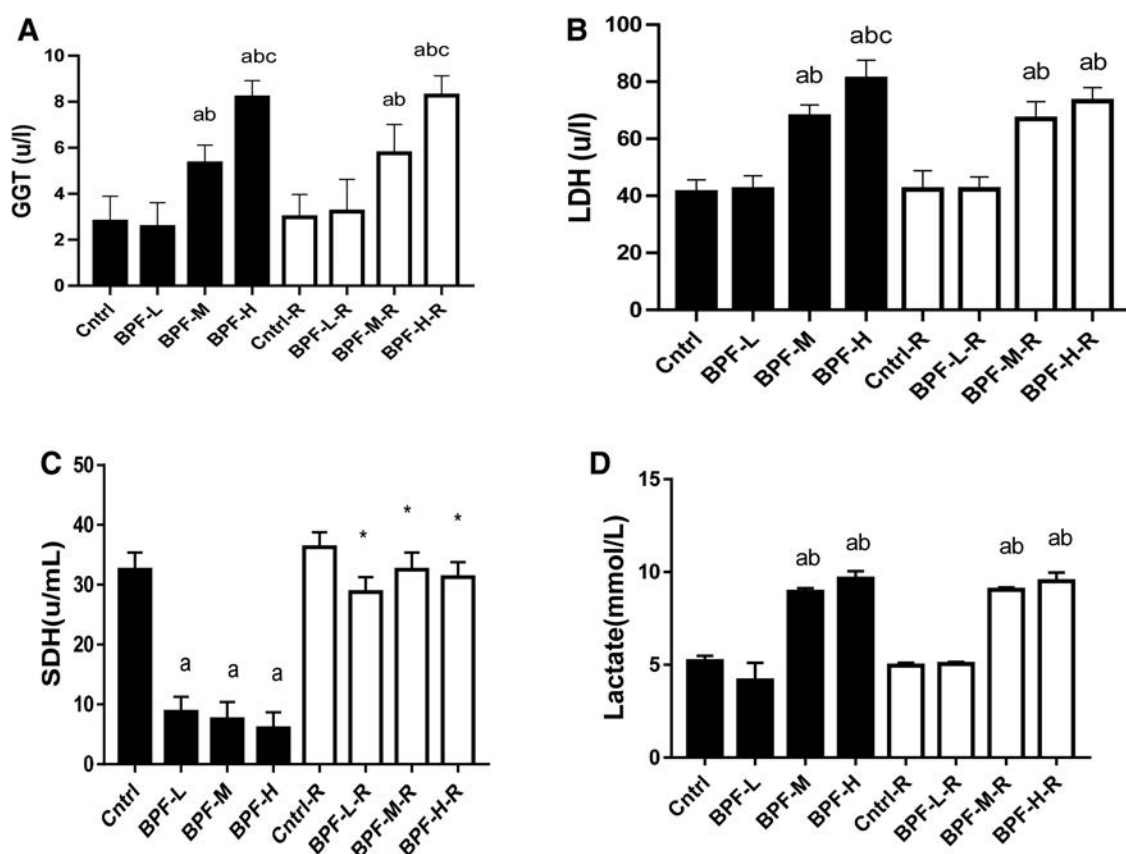 A
GGT (u/l)
10
8
6
4
2
0
ab
abc
ab
abc
Cntrl
BPF-L
BPF-M
BPF-H
Cntrl-R
BPF-L-R
BPF-M-R
BPF-H-R
B
LDH (u/l)
100
80
60
40
20
0
ab
abc
ab
ab
Cntrl
BPF-L
BPF-M
BPF-H
Cntrl-R
BPF-L-R
BPF-M-R
BPF-H-R
C
SDH(u/mL)
50
40
30
20
10
0
a
a
a
*
*
*
Cntrl
BPF-L
BPF-M
BPF-H
Cntrl-R
BPF-L-R
BPF-M-R
BPF-H-R
D
Lactate(mmol/L)
15
10
5
0
ab
ab
ab
ab
Cntrl
BPF-L
BPF-M
BPF-H
Cntrl-R
BPF-L-R
BPF-M-R
BPF-H-R